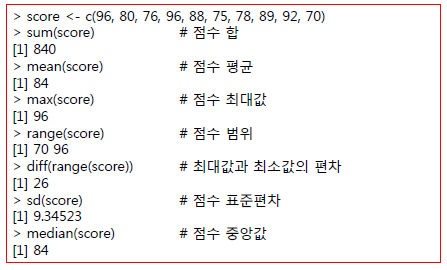 > score <- c(96, 80, 76, 96, 88, 75, 78, 89, 92, 70)
> sum(score) # 점수 합
[1] 840
> mean(score) # 점수 평균
[1] 84
> max(score) # 점수 최대값
[1] 96
> range(score) # 점수 범위
[1] 70 96
> diff(range(score)) # 최대값과 최소값의 편차
[1] 26
> sd(score) # 점수 표준편차
[1] 9.34523
> median(score) # 점수 중앙값
[1] 84